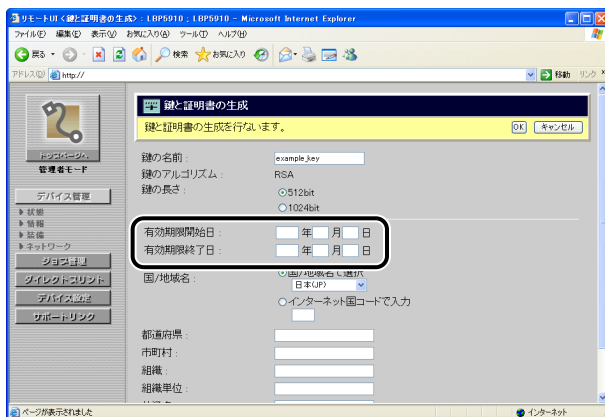 リモートUI <鍵と証明書の生成> : LBP5910 ; LBP5910 - Microsoft Internet Explorer
ファイル(F) 編集(E) 表示(V) お気に入り(A) ツール(T) ヘルプ(H)
戻る 検索 お気に入り
アドレス(D) http:// 移動 リンク
鍵と証明書の生成
鍵と証明書の生成を行ないます。 OK キャンセル
トップページへ
管理者モード
デバイス管理
状態
情報
装備
ネットワーク
ジョブ管理
ダイレクトプリント
デバイス設定
サポートリンク
鍵の名前 : example_key
鍵のアルゴリズム : RSA
鍵の長さ : 512bit
1024bit
有効期限開始日 : 年 月 日
有効期限終了日 : 年 月 日
国/地域名 : 国/地域名で選択
日本(JP)
インターネット国コードで入力
都道府県 :
市町村 :
組織 :
組織単位 :
ページが表示されました インターネット